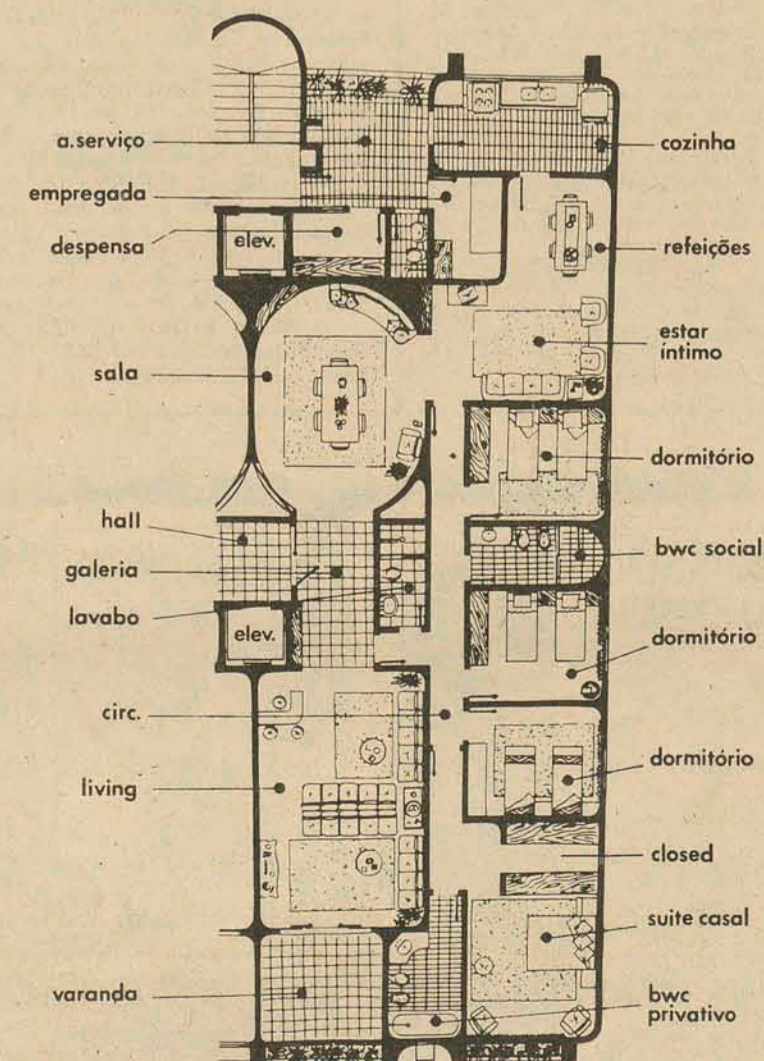 a.serviço
empregada
despensa
elev.
sala
hall
galeria
lavabo
elev.
circ.
living
varanda
cozinha
refeições
estar
íntimo
dormitório
bwc social
dormitório
dormitório
closed
suite casal
bwc
privativo